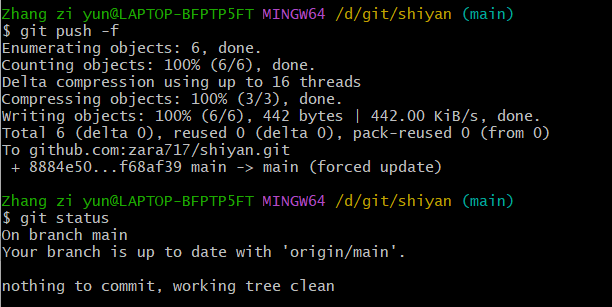 Zhang zi yun@LAPTOP-BFPTP5FT MINGW64 /d/git/shiyan (main)
$ git push -f
Enumerating objects: 6, done.
Counting objects: 100% (6/6), done.
Delta compression using up to 16 threads
Compressing objects: 100% (3/3), done.
Writing objects: 100% (6/6), 442 bytes | 442.00 KiB/s, done.
Total 6 (delta 0), reused 0 (delta 0), pack-reused 0 (from 0)
To github.com:zara717/shiyan.git
 + 8884e50...f68af39 main -> main (forced update)
Zhang zi yun@LAPTOP-BFPTP5FT MINGW64 /d/git/shiyan (main)
$ git status
On branch main
Your branch is up to date with 'origin/main'.
nothing to commit, working tree clean